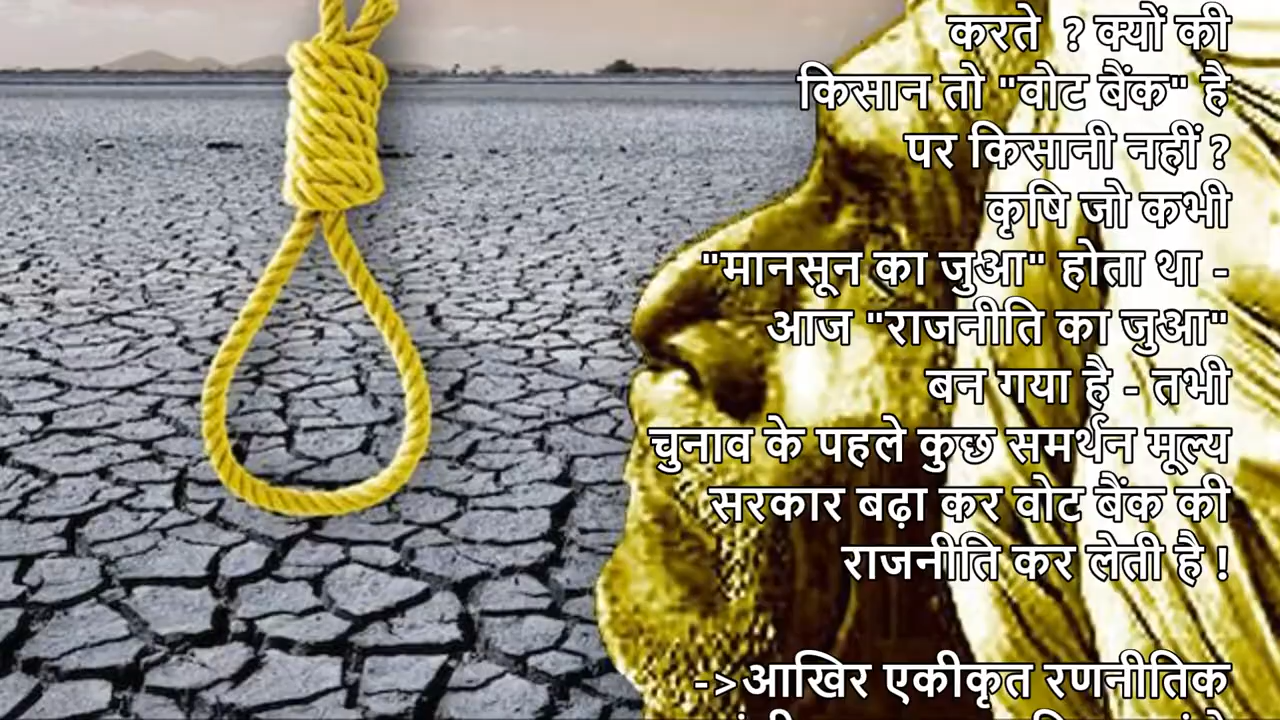 करते ? क्यों की
किसान तो "वोट बैंक" है
पर किसानी नहीं ?
कृषि जो कभी
"मानसून का जुआ" होता था -
आज "राजनीति का जुआ"
बन गया है - तभी
चुनाव के पहले कुछ समर्थन मूल्य
सरकार बढ़ा कर वोट बैंक की
राजनीति कर लेती है !
->आखिर एकीकृत रणनीतिक